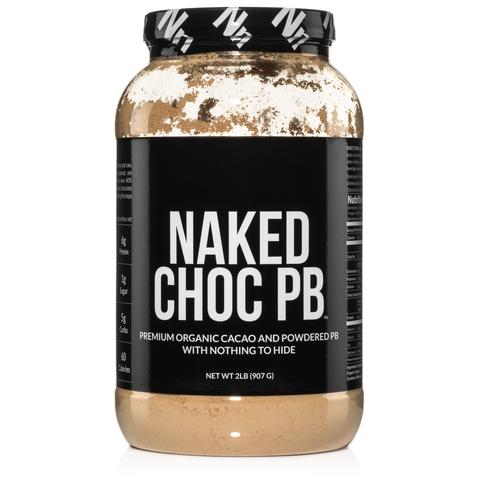 NAKED
CHOC PB
PREMIUM ORGANIC CACAO AND POWDERED PB
WITH NOTHING TO HIDE
NET WT 2LB (907 G)
6g
Protein
1g
Sugar
5g
Carbs
60
Calories